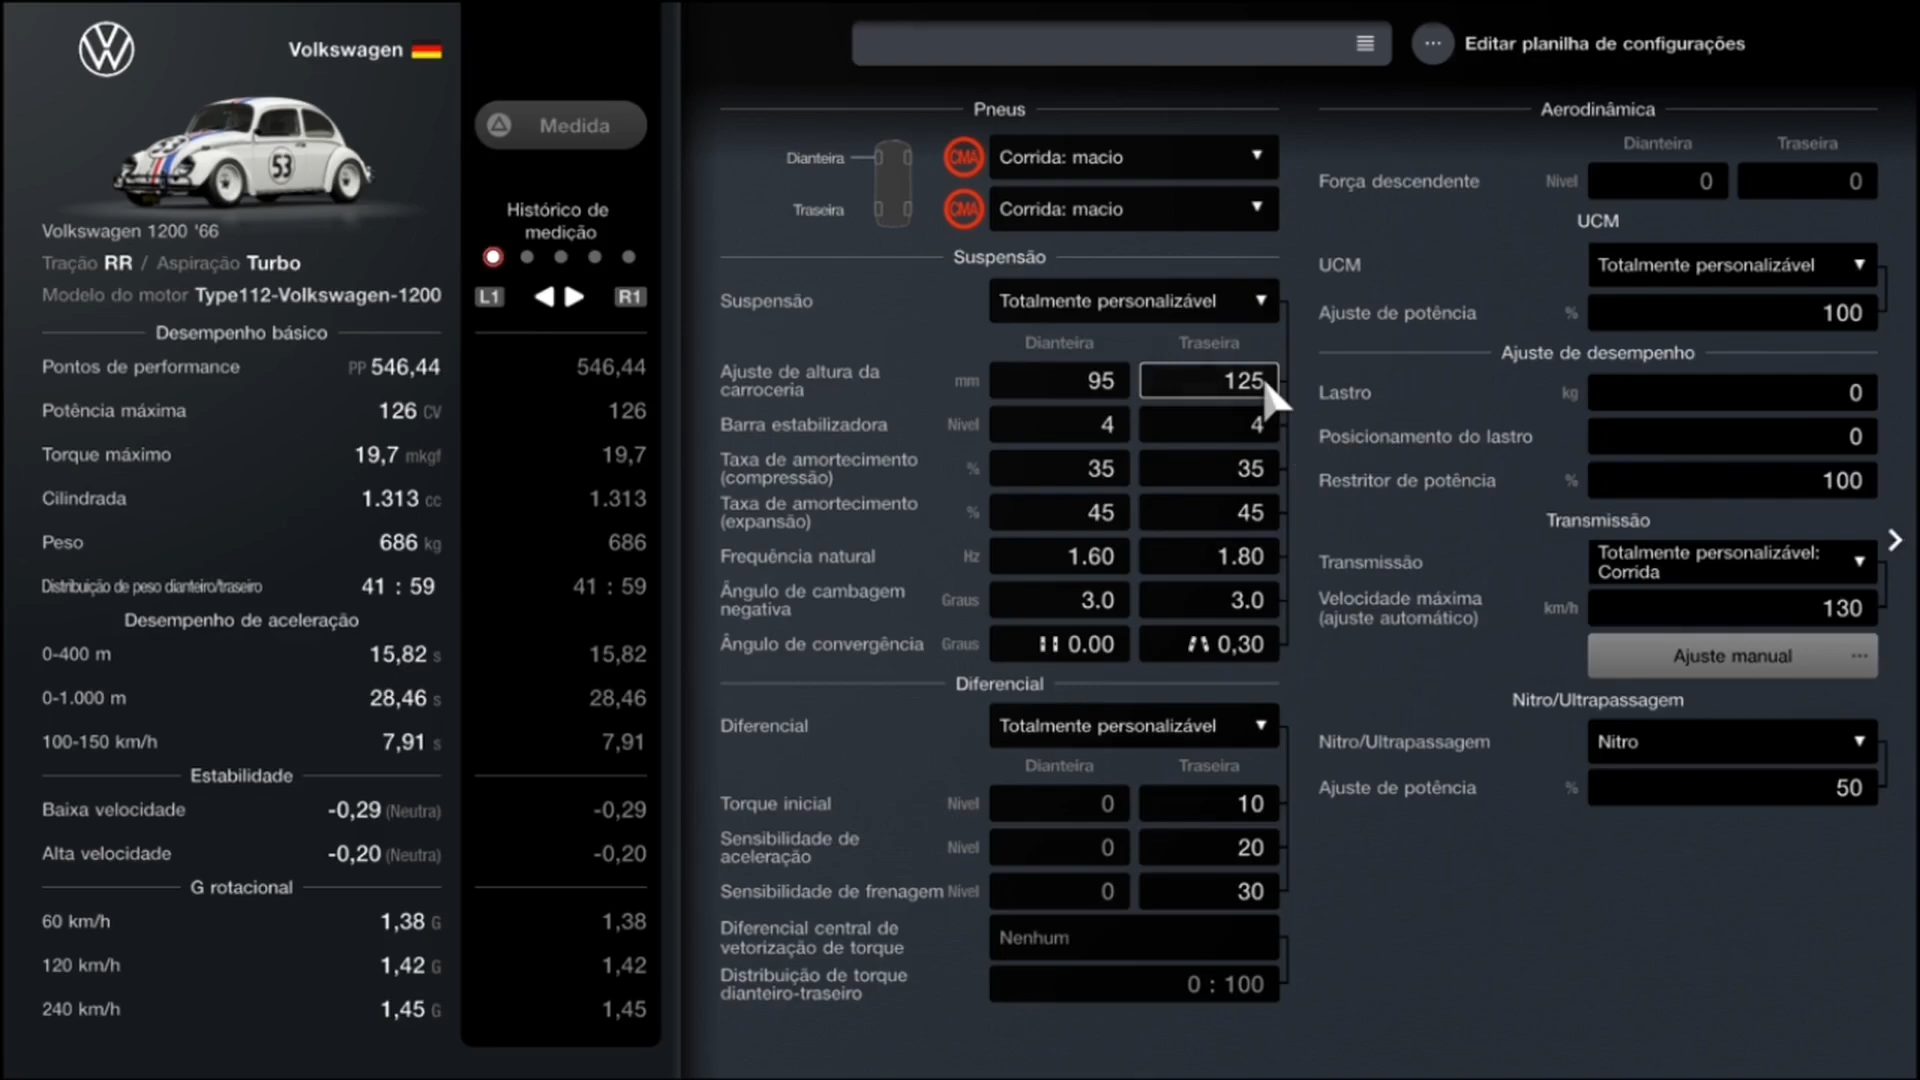 Volkswagen
53
53
Volkswagen 1200 '66
Tração RR / Aspiração Turbo
Modelo do motor Type112-Volkswagen-1200
Desempenho básico
Pontos de performance PP 546,44
Potência máxima 126 CV
Torque máximo 19,7 mkgf
Cilindrada 1.313 cc
Peso 686 kg
Distribuição de peso dianteiro/traseiro 41 : 59
Desempenho de aceleração
0-400 m 15,82 s
0-1.000 m 28,46 s
100-150 km/h 7,91 s
Estabilidade
Baixa velocidade -0,29 (Neutra)
Alta velocidade -0,20 (Neutra)
G rotacional
60 km/h 1,38 G
120 km/h 1,42 G
240 km/h 1,45 G
Medida
Histórico de
medição
L1 R1
546,44
126
19,7
1.313
686
41 : 59
15,82
28,46
7,91
-0,29
-0,20
1,38
1,42
1,45
Editar planilha de configurações
Pneus
Dianteira CMA Corrida: macio
Traseira CMA Corrida: macio
Suspensão
Suspensão Totalmente personalizável
Dianteira Traseira
Ajuste de altura da
carroceria mm 95 125
Barra estabilizadora Nível 4 4
Taxa de amortecimento
(compressão) % 35 35
Taxa de amortecimento
(expansão) % 45 45
Frequência natural Hz 1.60 1.80
Ângulo de cambagem
negativa Graus 3.0 3.0
Ângulo de convergência Graus 0.00 0,30
Diferencial
Diferencial Totalmente personalizável
Dianteira Traseira
Torque inicial Nível 0 10
Sensibilidade de
aceleração Nível 0 20
Sensibilidade de frenagem Nível 0 30
Diferencial central de
vetorização de torque Nenhum
Distribuição de torque
dianteiro-traseiro 0 : 100
Aerodinâmica
Dianteira Traseira
Força descendente Nível 0 0
UCM
UCM Totalmente personalizável
Ajuste de potência % 100
Ajuste de desempenho
Lastro kg 0
Posicionamento do lastro 0
Restritor de potência % 100
Transmissão
Transmissão Totalmente personalizável:
Corrida
Velocidade máxima
(ajuste automático) km/h 130
Ajuste manual
Nitro/Ultrapassagem
Nitro/Ultrapassagem Nitro
Ajuste de potência % 50